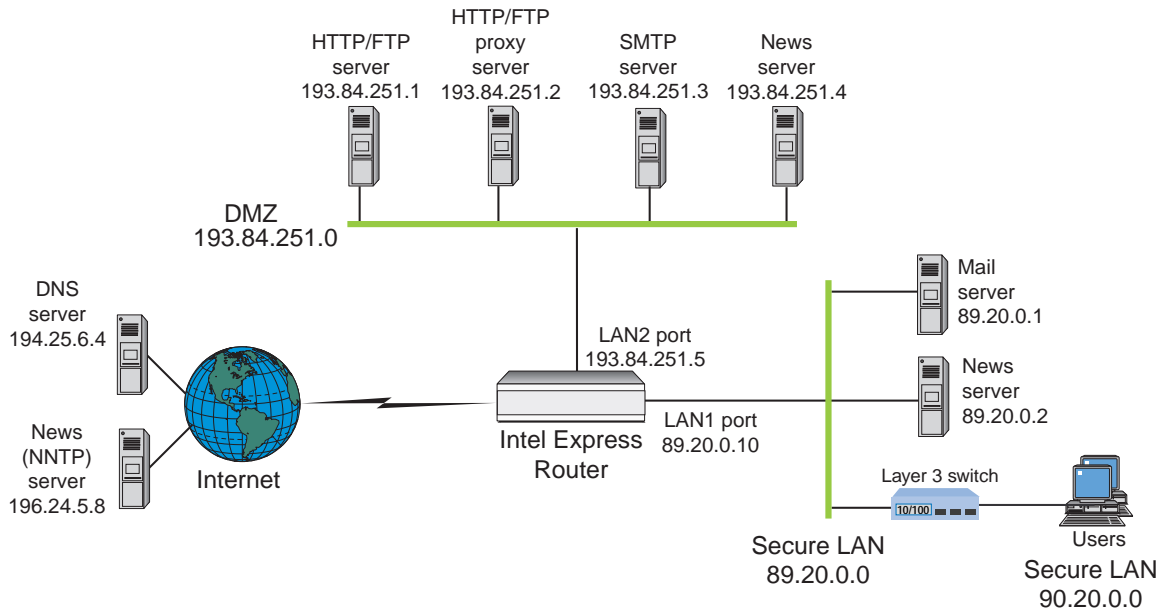 HTTP/FTP
server
193.84.251.1
HTTP/FTP
proxy
server
193.84.251.2
SMTP
server
193.84.251.3
News
server
193.84.251.4
DMZ
193.84.251.0
DNS
server
194.25.6.4
News
(NNTP)
server
196.24.5.8
Internet
LAN2 port
193.84.251.5
Intel Express
Router
LAN1 port
89.20.0.10
Mail
server
89.20.0.1
News
server
89.20.0.2
Layer 3 switch
10/100
Users
Secure LAN
89.20.0.0
Secure LAN
90.20.0.0